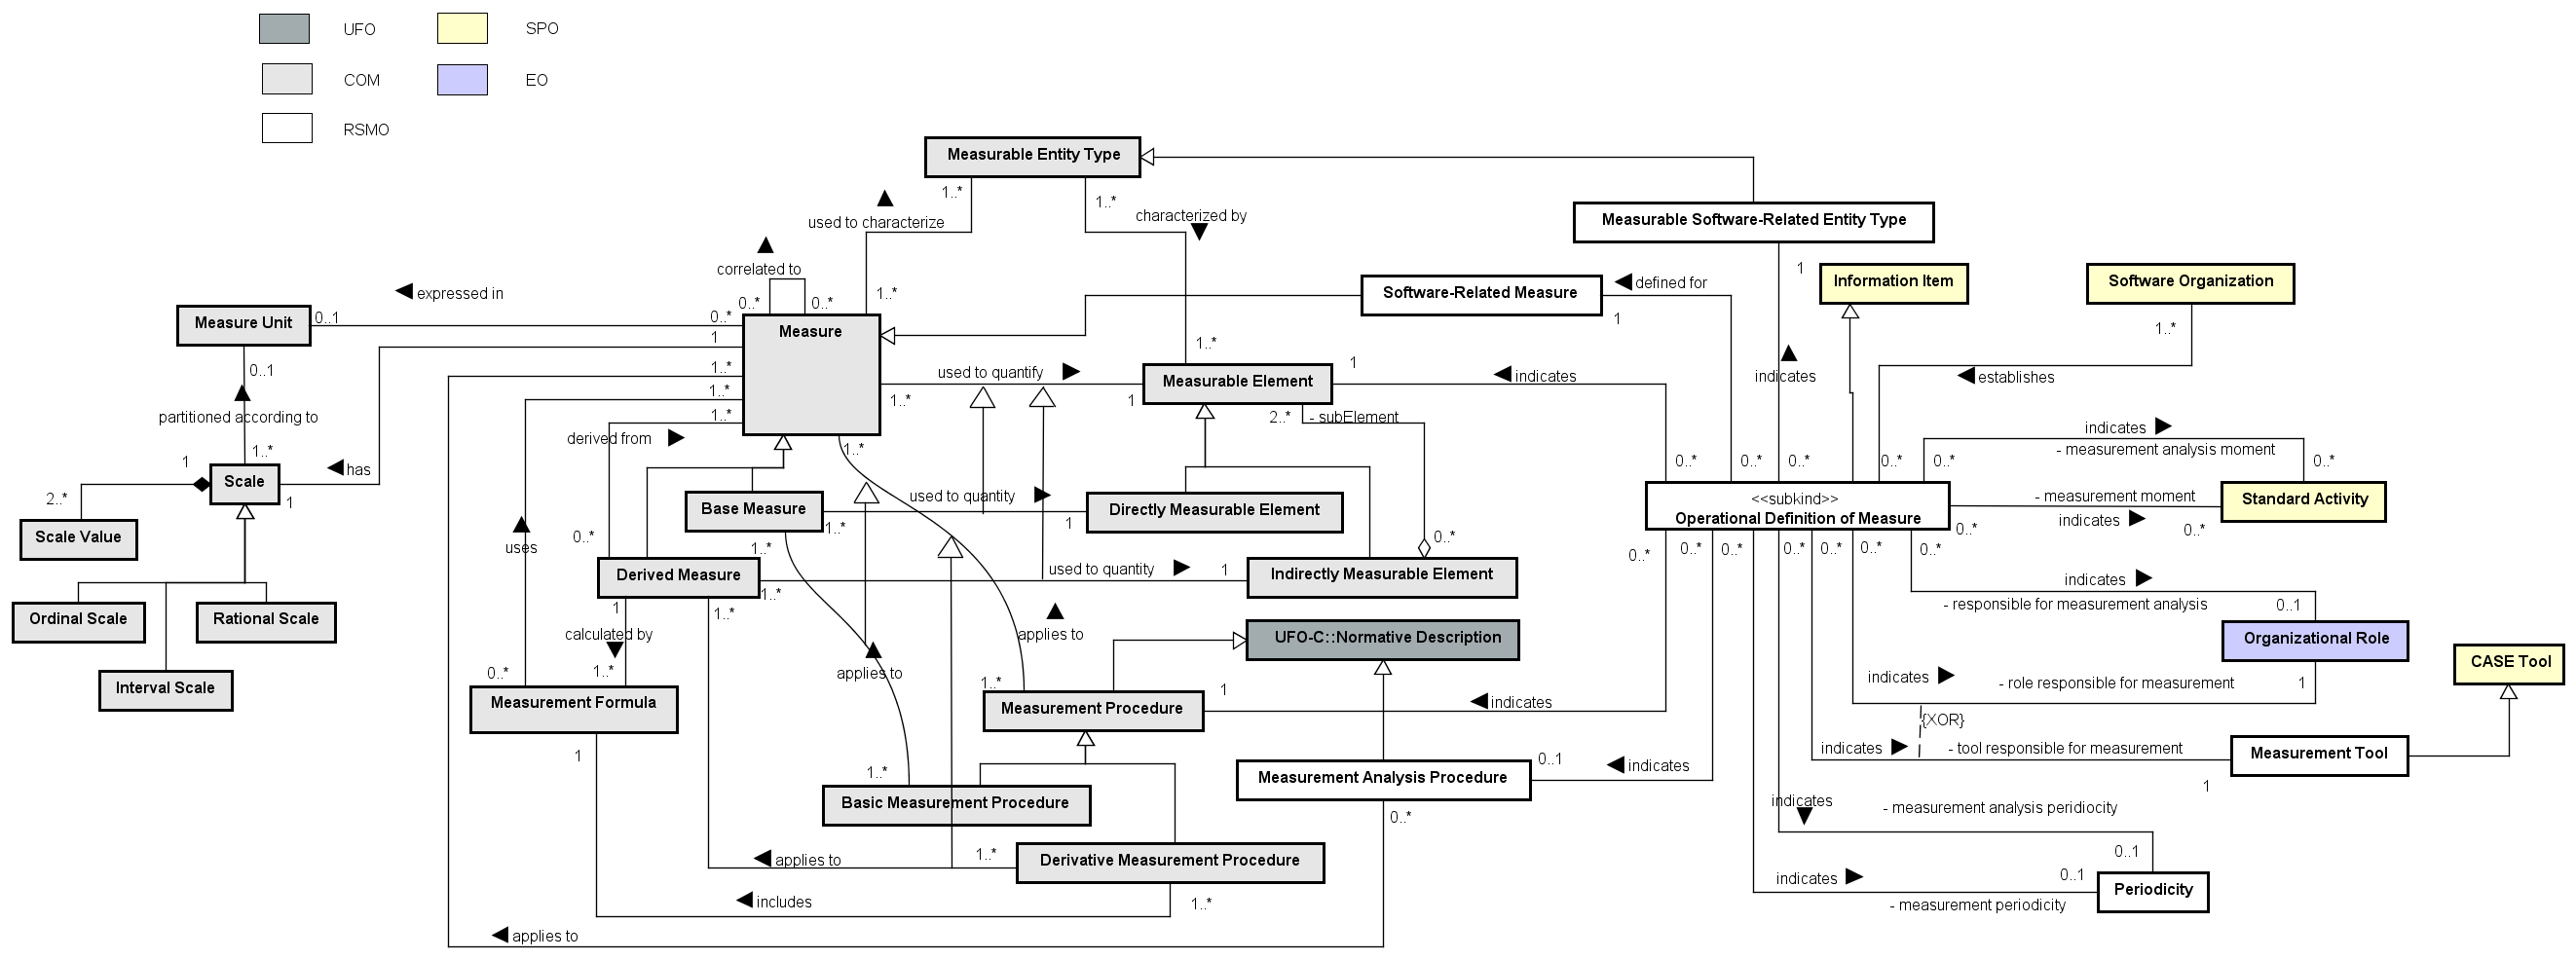 UFO
SPO
COM
EO
RSMO
Measurable Entity Type
1..*
1..*
used to characterize
characterized by
Measurable Software-Related Entity Type
1
correlated to
0..*
0..*
1..*
expressed in
Measure Unit
0..1
0..*
1
Measure
Software-Related Measure
defined for
1
Information Item
Software Organization
1..*
0..1
partitioned according to
1..*
1..*
1..*
1..*
derived from
used to quantify
1..*
1
1..*
Measurable Element
1
indicates
indicates
establishes
2..*
- subElement
1
1..*
Scale
has
1
2..*
Scale Value
Ordinal Scale
Rational Scale
Interval Scale
1..*
Base Measure
1..*
used to quantity
1
Directly Measurable Element
0..*
0..*
0..*
0..*
0..*
indicates
- measurement analysis moment
0..*
<<subkind>>
Operational Definition of Measure
- measurement moment
indicates
0..*
0..*
Standard Activity
uses
0..*
1..*
Derived Measure
1..*
used to quantity
1
0..*
Indirectly Measurable Element
0..*
0..*
0..*
0..*
0..*
0..*
0..*
1
1..*
calculated by
1..*
0..*
Measurement Formula
1
applies to
applies to
UFO-C::Normative Description
indicates
- responsible for measurement analysis
0..1
Organizational Role
CASE Tool
1..*
Measurement Procedure
1
indicates
indicates
- role responsible for measurement
1
{XOR}
indicates
- tool responsible for measurement
1
Measurement Tool
1..*
Basic Measurement Procedure
Measurement Analysis Procedure
0..1
indicates
0..*
indicates
- measurement analysis peridiocity
0..1
applies to
1..*
Derivative Measurement Procedure
indicates
0..1
Periodicity
- measurement periodicity
includes
1..*
applies to